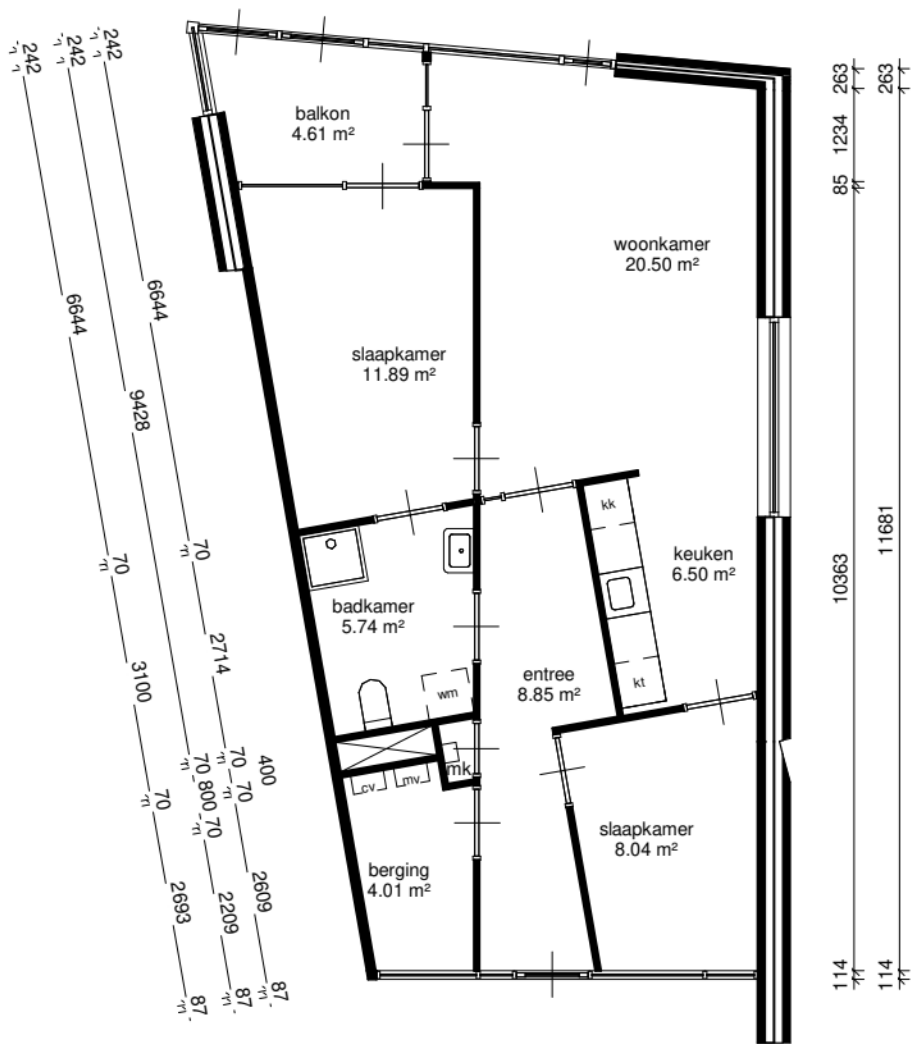 242
242
242
263
263
balkon
4.61 m²
1234
85
woonkamer
20.50 m²
6644
6644
slaapkamer
11.89 m²
9428
kk
keuken
6.50 m²
11681
10363
70
70
badkamer
5.74 m²
2714
3100
entree
8.85 m²
kt
wm
70
70
400
mk
cv
mv
70
800
70
70
slaapkamer
8.04 m²
berging
4.01 m²
2693
2209
2609
114
114
87
87
87